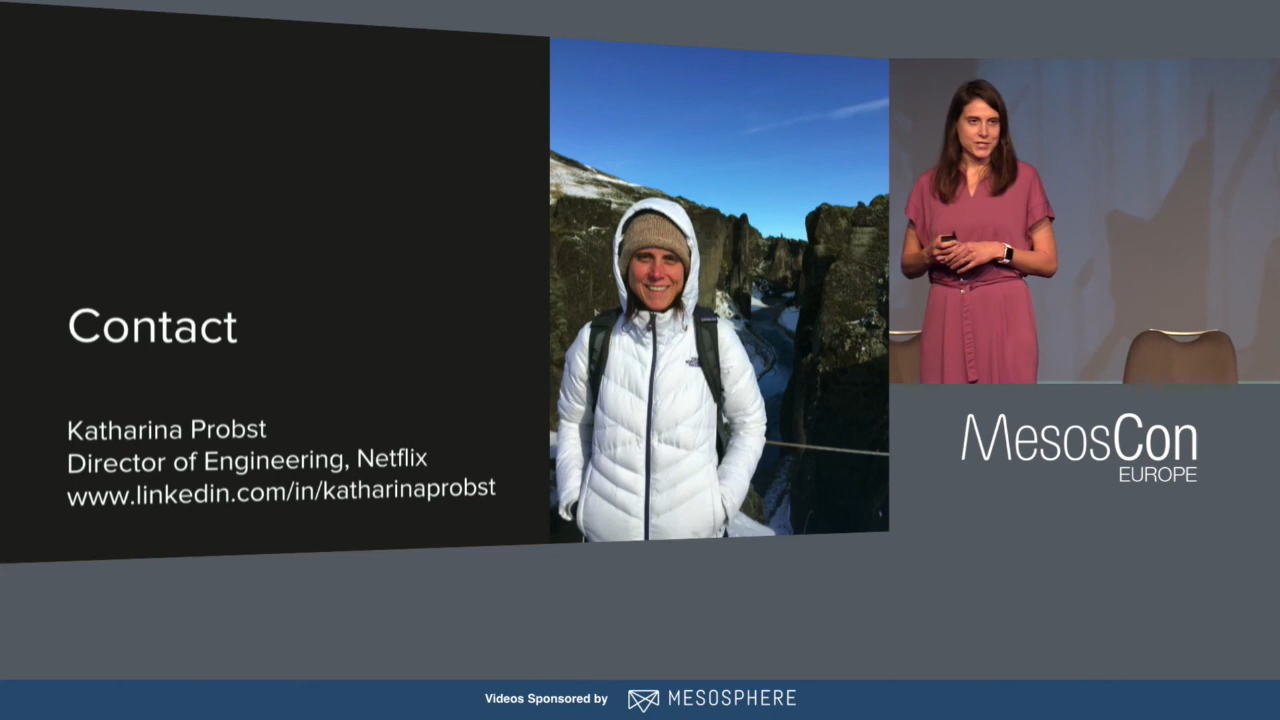 Contact
Katharina Probst
Director of Engineering, Netflix
www.linkedin.com/in/katharinaprobst
MesosCon
EUROPE
Videos Sponsored by MESOSPHERE